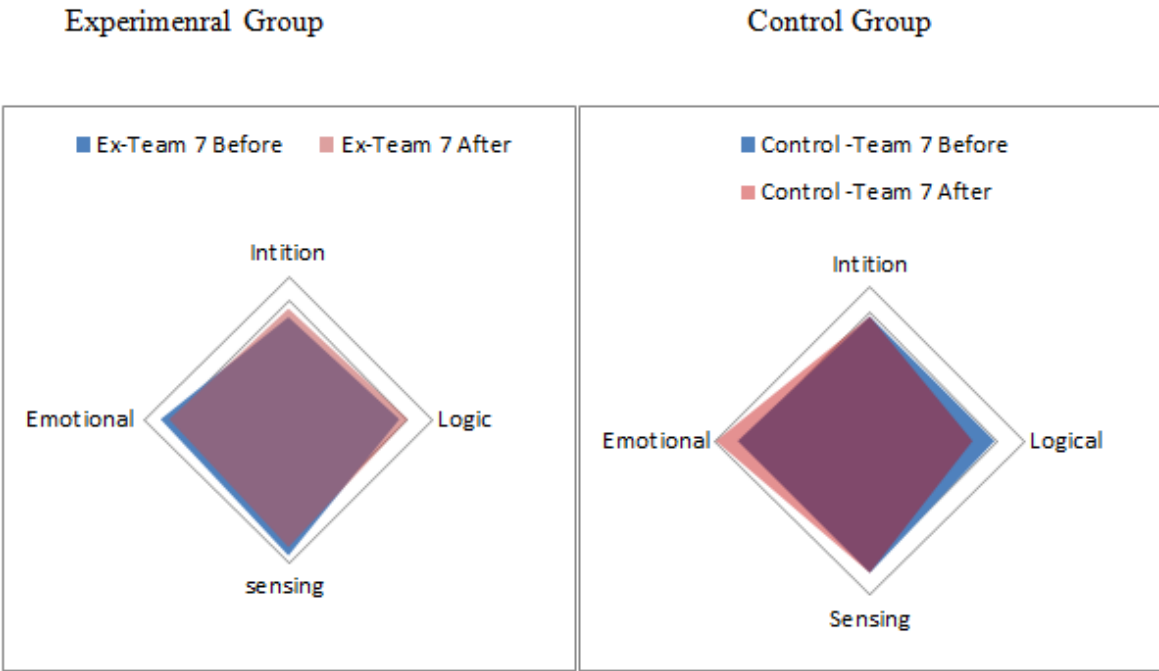 Experimenral Group
Control Group
Ex-Team 7 Before
Ex-Team 7 After
Intition
Emotional
Logic
sensing
Control -Team 7 Before
Control -Team 7 After
Intition
Emotional
Logical
Sensing